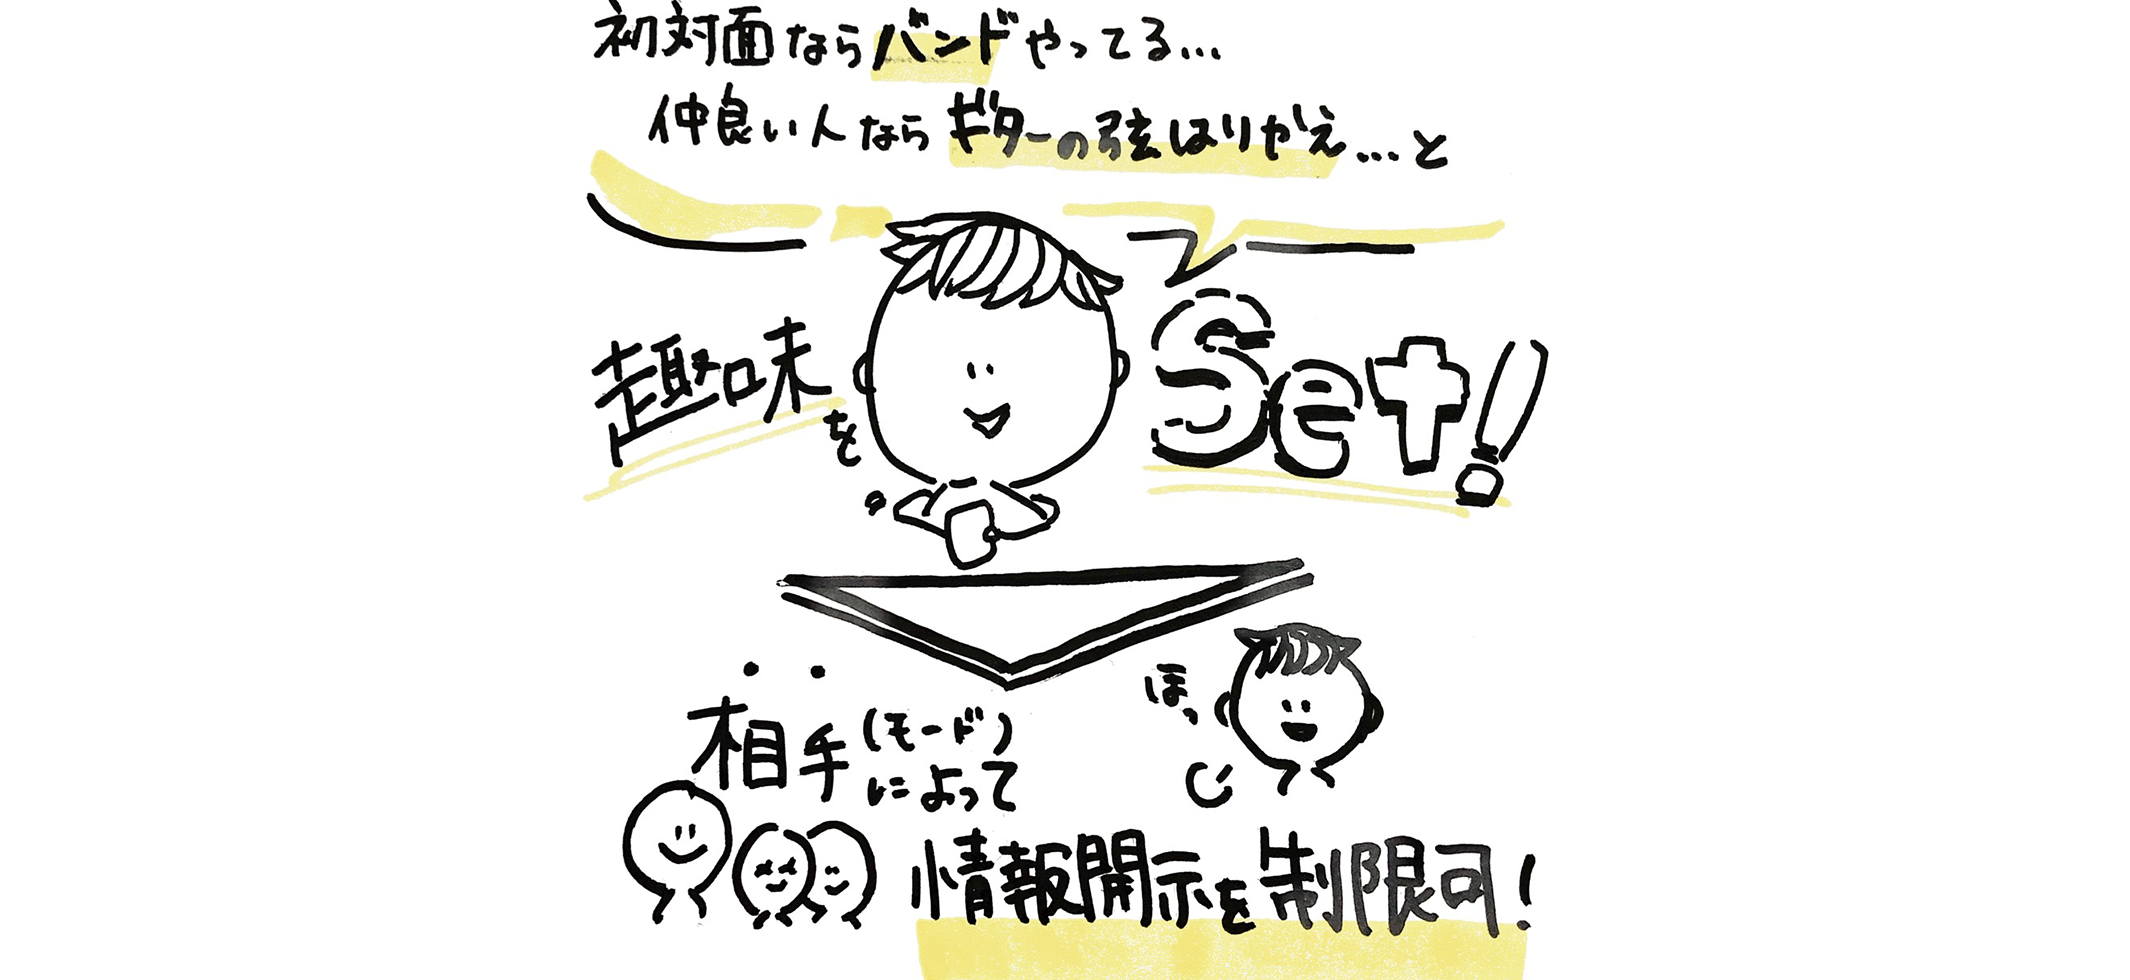 初対面ならバンドやってる…
仲良い人ならギターの弦はりかえ…と
趣味を
Set!
ほっ
相手(モード)
によって
情報開示を制限可!